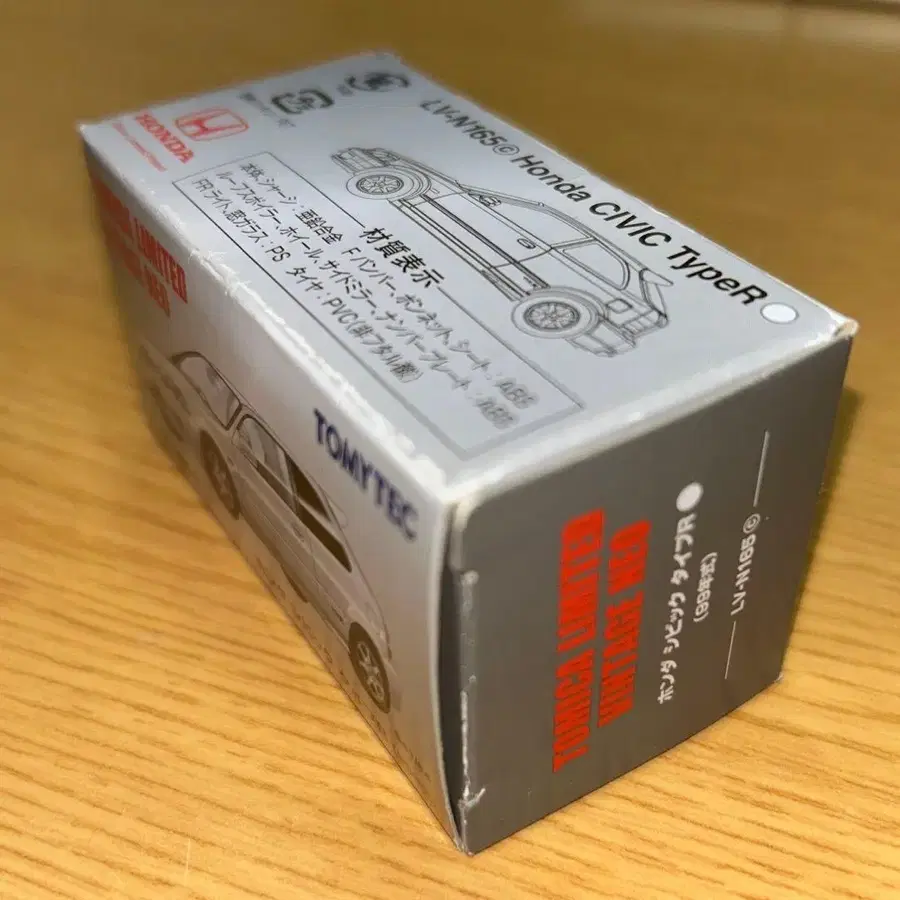 LV-N165ⓒ Honda CIVIC TypeR
HONDA
材質表示
本体、シャーシ：亜鉛合金 Fバンパー、ボンネット、シート：ABS
ルーフスポイラー、ホイール、サイドミラー、ナンバープレート：ABS
FRライト、窓ガラス：PS タイヤ：PVC(非フタル酸)
LIMITED
NEO
TOMYTEC
TOMICA LIMITED
VINTAGE NEO
ホンダ シビック タイプR
(99年式)
LV-N165ⓒ